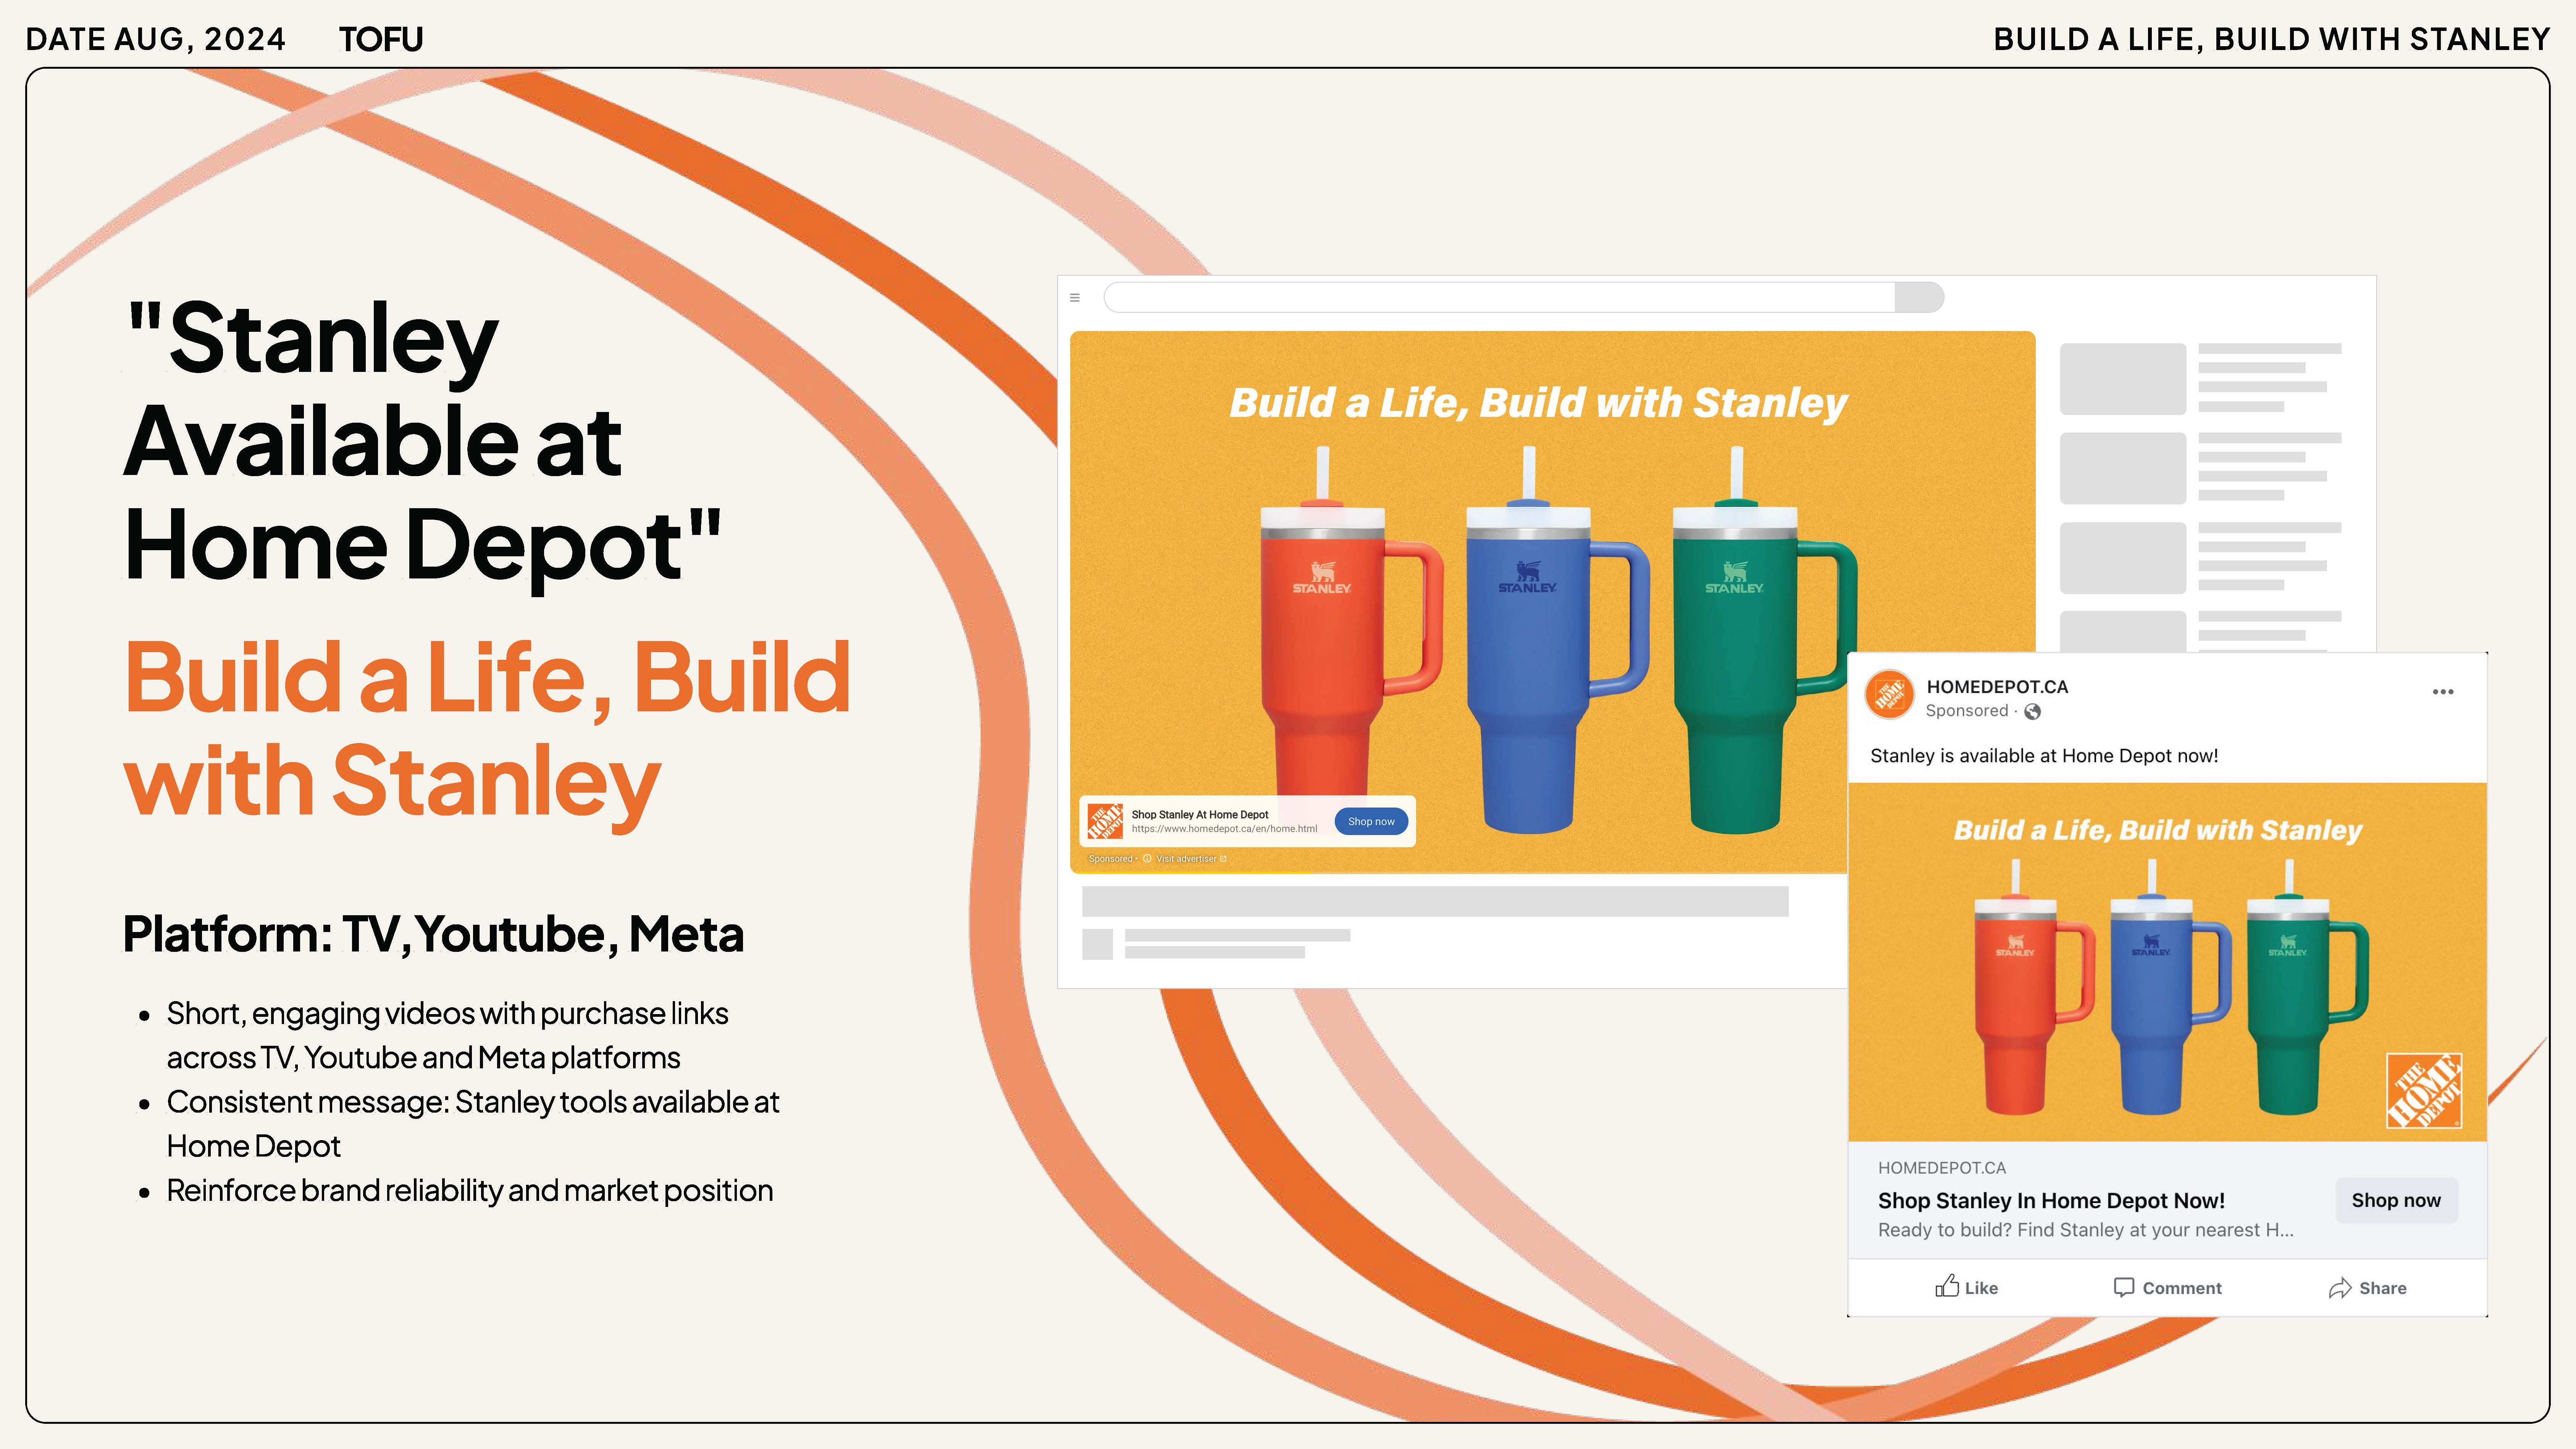 DATE AUG, 2024 TOFU
BUILD A LIFE, BUILD WITH STANLEY
"Stanley
Available at
Home Depot"
Build a Life, Build
with Stanley
Platform: TV,Youtube, Meta
• Short, engaging videos with purchase links
across TV, Youtube and Meta platforms
• Consistent message: Stanley tools available at
Home Depot
• Reinforce brand reliability and market position
Build a Life, Build with Stanley
STANLEY
STANLEY
STANLEY
THE HOME DEPOT
Shop Stanley At Home Depot
https://www.homedepot.ca/en/home.html
Shop now
Sponsored • Visit advertiser
THE HOME DEPOT
HOMEDEPOT.CA
Sponsored ·
Stanley is available at Home Depot now!
Build a Life, Build with Stanley
STANLEY
STANLEY
STANLEY
THE
HOME
DEPOT
HOMEDEPOT.CA
Shop Stanley In Home Depot Now!
Ready to build? Find Stanley at your nearest H...
Shop now
Like Comment Share